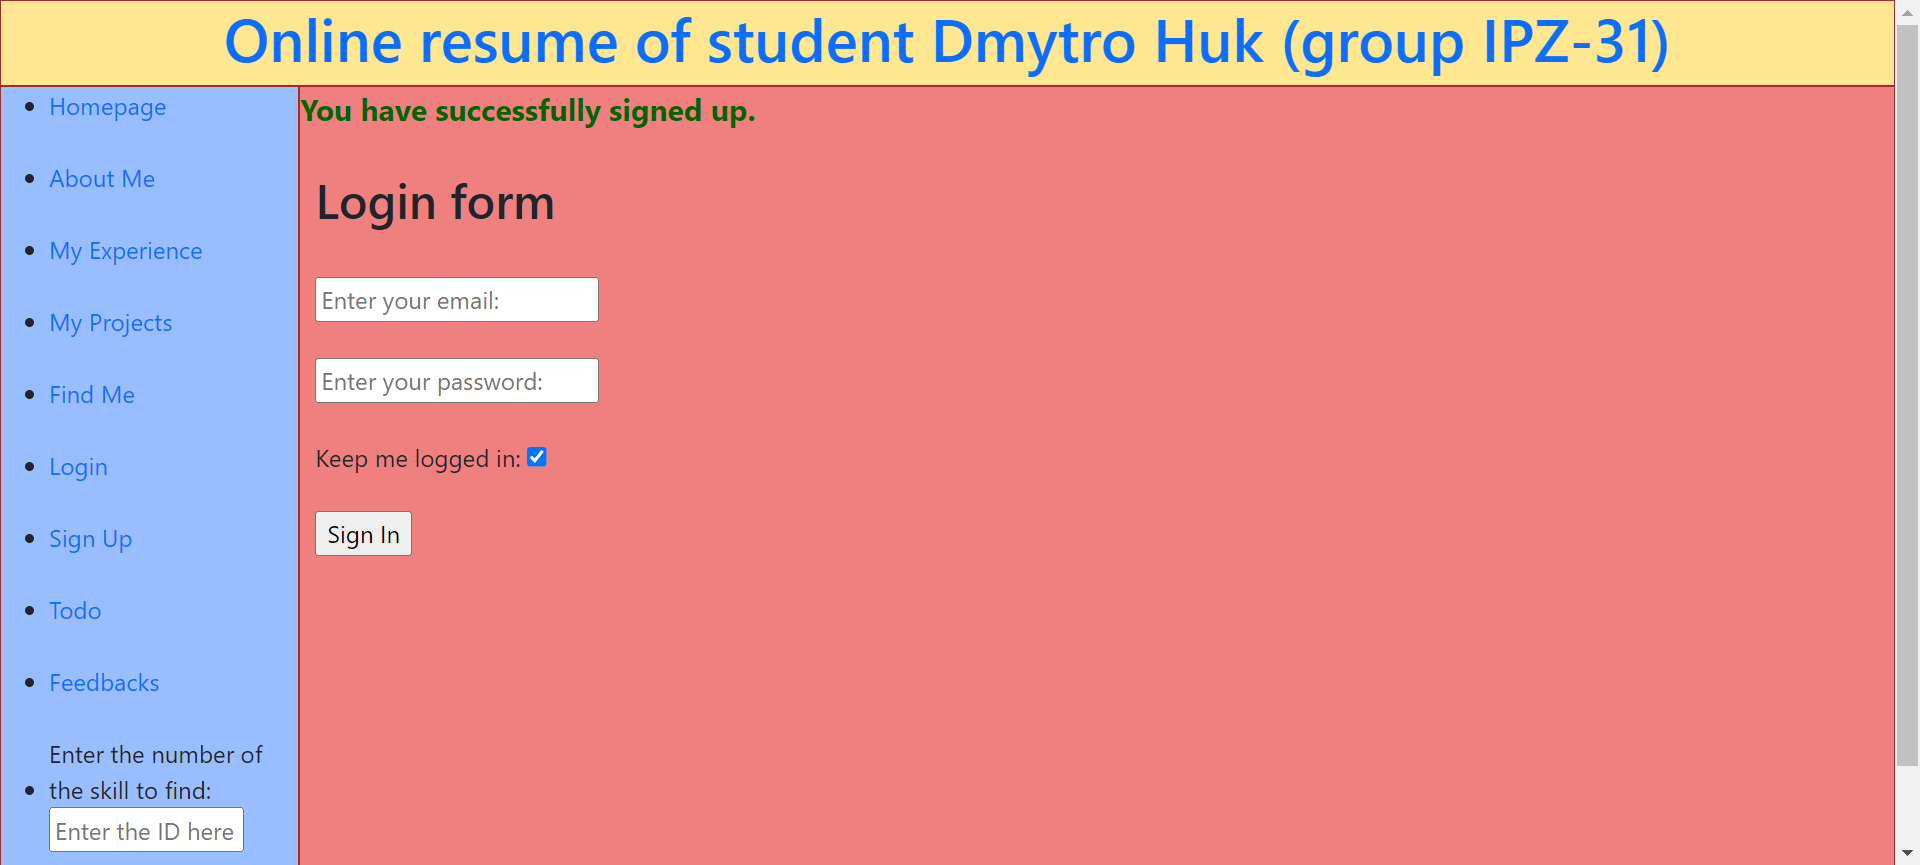 Online resume of student Dmytro Huk (group IPZ-31)
Homepage
About Me
My Experience
My Projects
Find Me
Login
Sign Up
Todo
Feedbacks
Enter the number of
the skill to find:
Enter the ID here
You have successfully signed up.
Login form
Enter your email:
Enter your password:
Keep me logged in:
Sign In